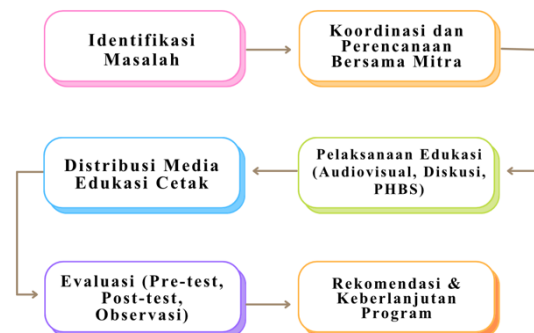 Identifikasi
Masalah
Koordinasi dan
Perencanaan
Bersama Mitra
Pelaksanaan Edukasi
(Audiovisual, Diskusi,
PHBS)
Distribusi Media
Edukasi Cetak
Evaluasi (Pre-test,
Post-test,
Observasi)
Rekomendasi &
Keberlanjutan
Program